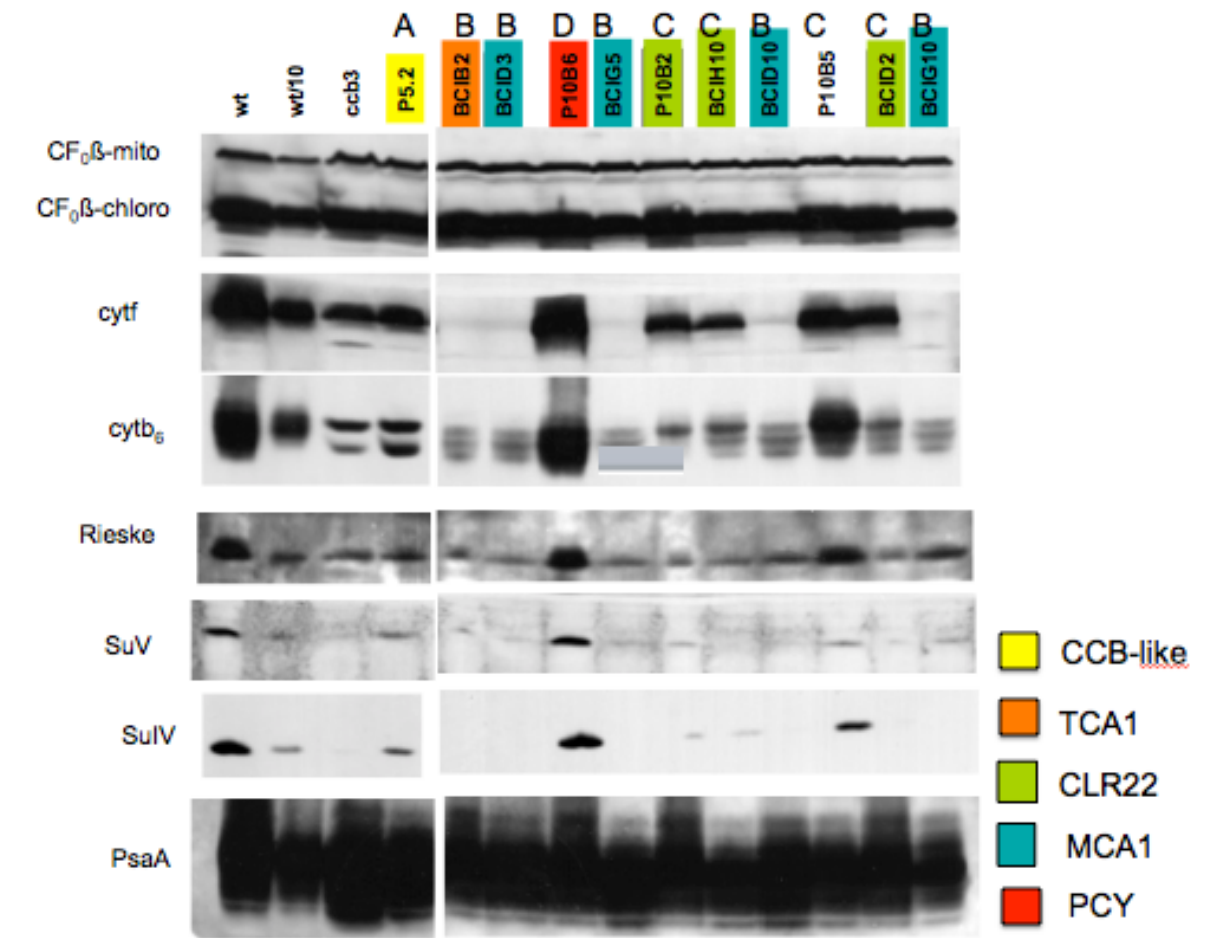 A B B D B C C B C C B
wt wt/10 ccb3 P5.2 BCIB2 BCID3 P10B6 BCIG5 P10B2 BCIH10 BCID10 P10B5 BCID2 BCIG10
CF₀ß-mito
CF₀ß-chloro
cytf
cytb₆
Rieske
SuV
SuIV
PsaA
CCB-like
TCA1
CLR22
MCA1
PCY